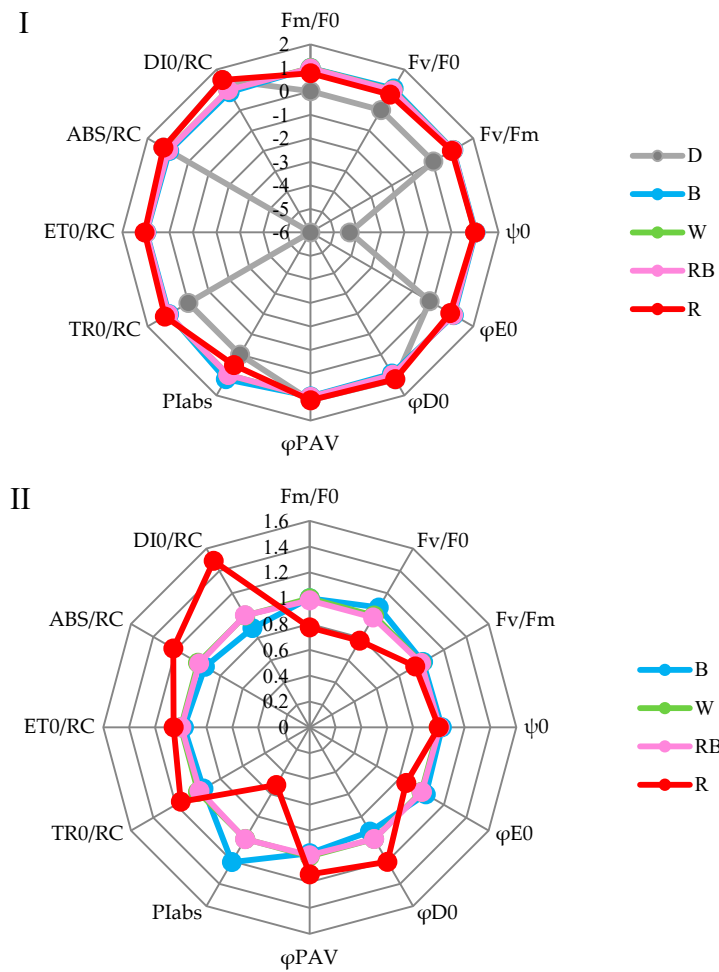 I
Fm/F0
Fv/F0
Fv/Fm
ψ0
φE0
φD0
φPAV
PIabs
TR0/RC
ET0/RC
ABS/RC
DI0/RC
2
1
0
-1
-2
-3
-4
-5
-6
D
B
W
RB
R
II
Fm/F0
Fv/F0
Fv/Fm
ψ0
φE0
φD0
φPAV
PIabs
TR0/RC
ET0/RC
ABS/RC
DI0/RC
1.6
1.4
1.2
1
0.8
0.6
0.4
0.2
0
B
W
RB
R